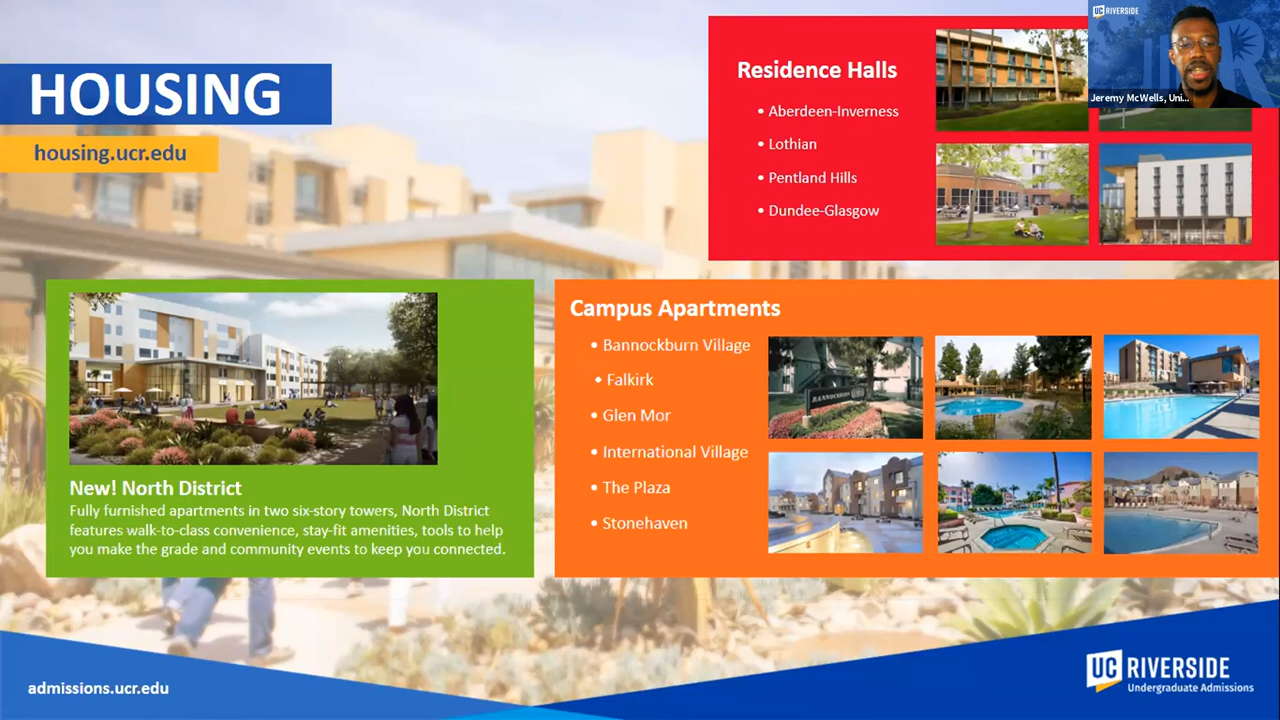 HOUSING
housing.ucr.edu
Residence Halls
• Aberdeen-Inverness
• Lothian
• Pentland Hills
• Dundee-Glasgow
UC RIVERSIDE
Jeremy McWells, Uni...
New! North District
Fully furnished apartments in two six-story towers, North District
features walk-to-class convenience, stay-fit amenities, tools to help
you make the grade and community events to keep you connected.
Campus Apartments
• Bannockburn Village
• Falkirk
• Glen Mor
• International Village
• The Plaza
• Stonehaven
admissions.ucr.edu
UC RIVERSIDE
Undergraduate Admissions